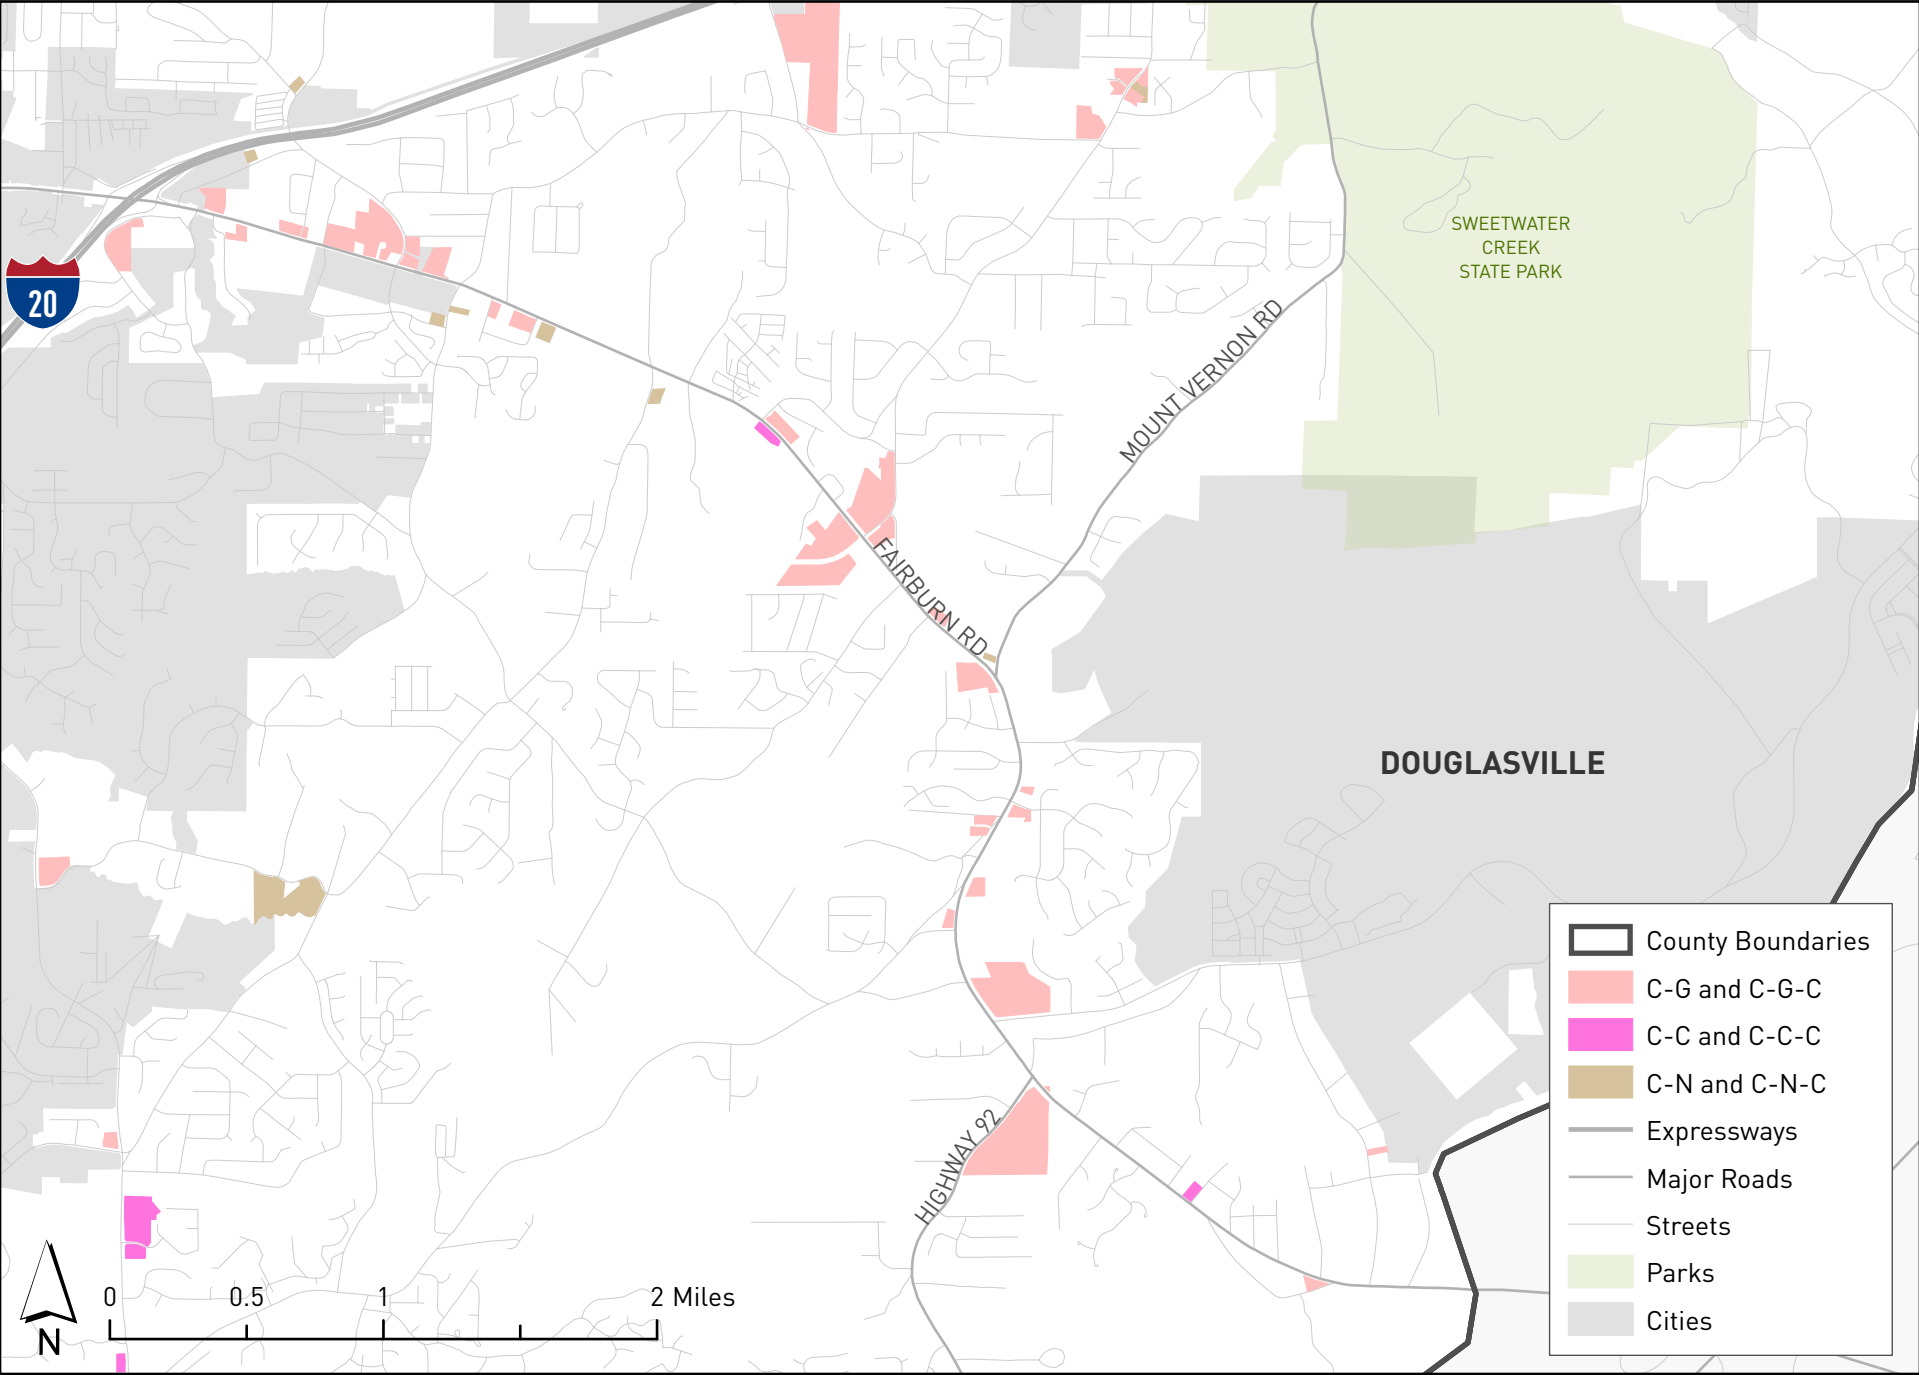 SWEETWATER
CREEK
STATE PARK
20
MOUNT VERNON RD
FAIRBURN RD
DOUGLASVILLE
HIGHWAY 92
County Boundaries
C-G and C-G-C
C-C and C-C-C
C-N and C-N-C
Expressways
Major Roads
Streets
Parks
Cities
0 0.5 1 2 Miles
N